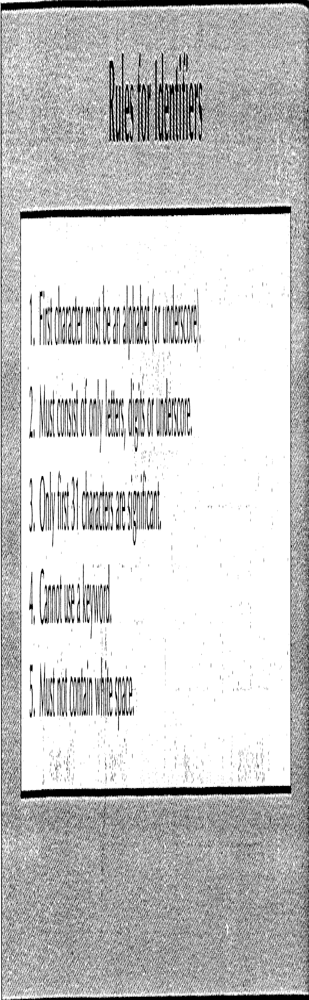 Rules for Identifiers
1. First character must be an alphabet (or underscore).
2. Must consist of only letters, digits or underscore.
3. Only first 31 characters are significant.
4. Cannot use a keyword.
5. Must not contain white space.